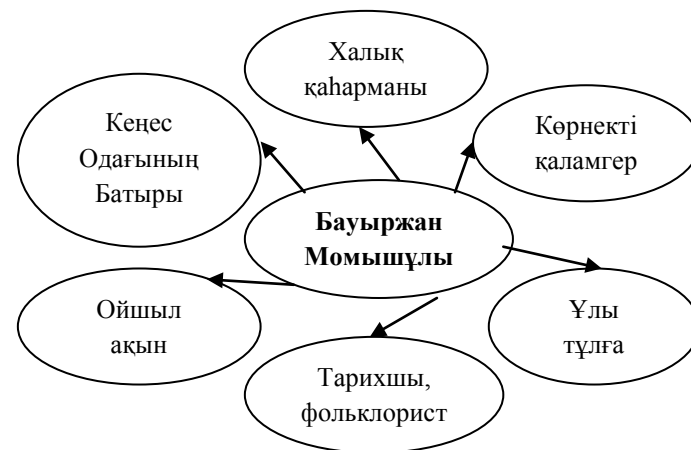 Халық
қаһарманы
Кеңес
Одағының
Батыры
Көрнекті
қаламгер
Бауыржан
Момышұлы
Ойшыл
ақын
Ұлы
тұлға
Тарихшы,
фольклорист